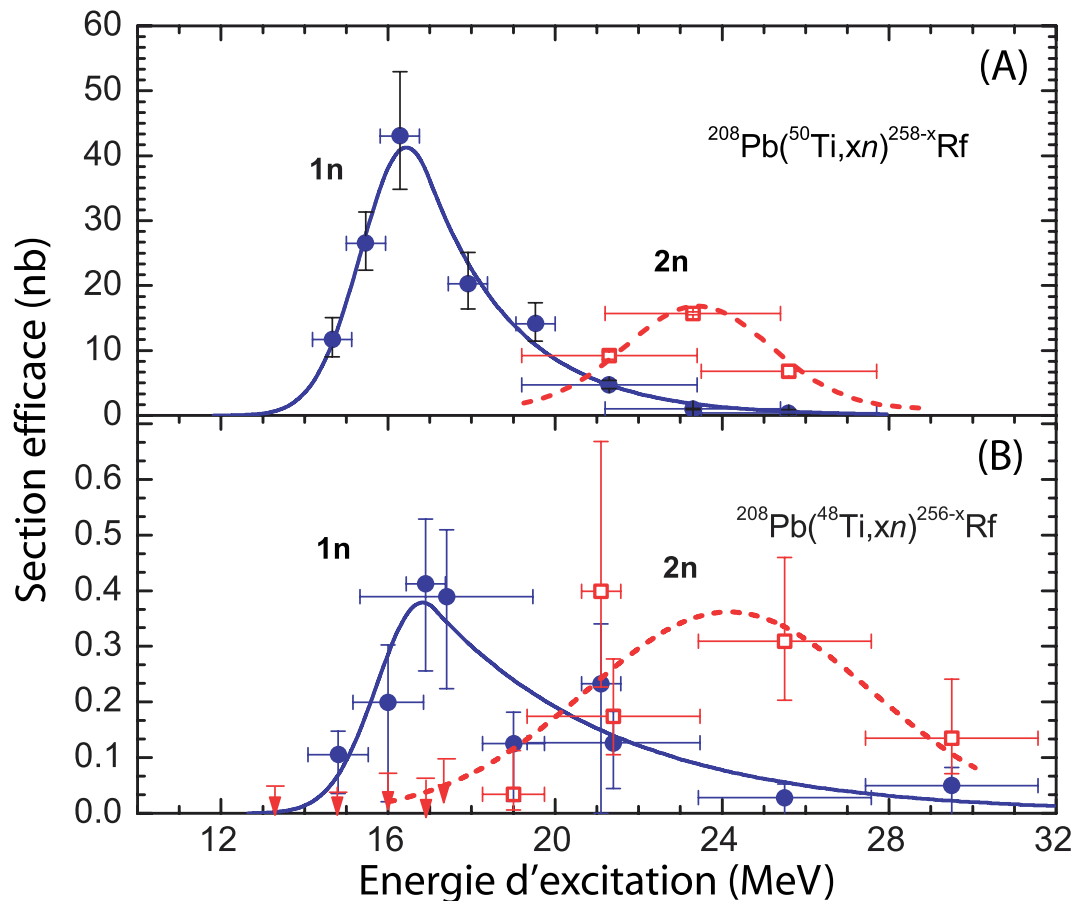 Section efficace (nb)
60
50
40
30
20
10
0
(A)
208Pb(50Ti,xn)258-xRf
1n
2n
0.6
0.5
0.4
0.3
0.2
0.1
0.0
(B)
208Pb(48Ti,xn)256-xRf
1n
2n
12 16 20 24 28 32
Energie d’excitation (MeV)